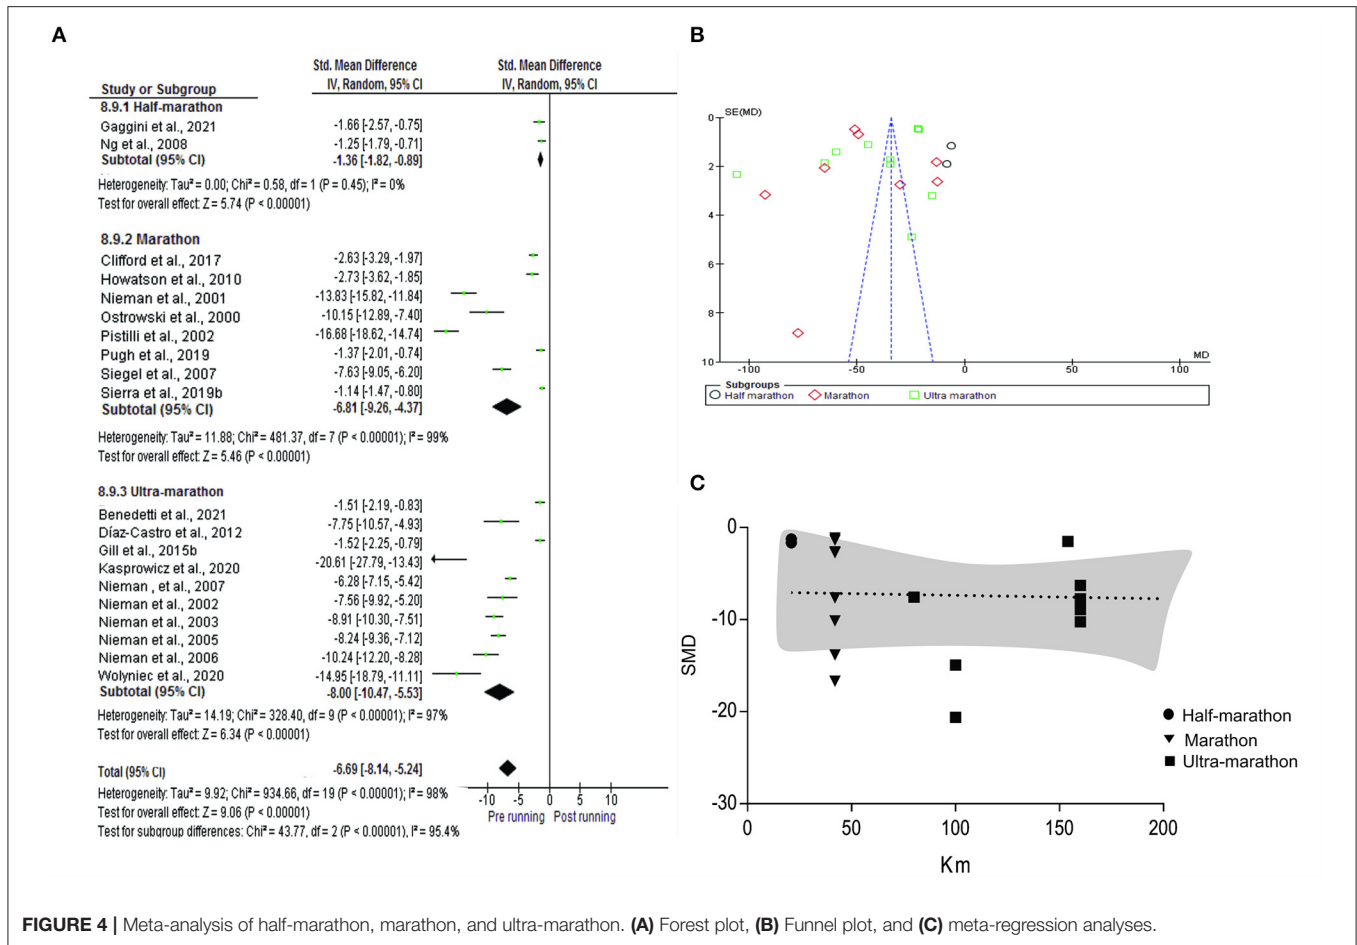 A
Std. Mean Difference Std. Mean Difference
Study or Subgroup IV, Random, 95% CI IV, Random, 95% CI
8.9.1 Half-marathon
Gaggini et al., 2021 -1.66 [-2.57, -0.75]
Ng et al., 2008 -1.25 [-1.79, -0.71]
Subtotal (95% CI) -1.36 [-1.82, -0.89]
Heterogeneity: Tau² = 0.00; Chi² = 0.58, df = 1 (P = 0.45); I² = 0%
Test for overall effect: Z = 5.74 (P < 0.00001)
8.9.2 Marathon
Clifford et al., 2017 -2.63 [-3.29, -1.97]
Howatson et al., 2010 -2.73 [-3.62, -1.85]
Nieman et al., 2001 -13.83 [-15.82, -11.84]
Ostrowski et al., 2000 -10.15 [-12.89, -7.40]
Pistilli et al., 2002 -16.68 [-18.62, -14.74]
Pugh et al., 2019 -1.37 [-2.01, -0.74]
Siegel et al., 2007 -7.63 [-9.05, -6.20]
Sierra et al., 2019b -1.14 [-1.47, -0.80]
Subtotal (95% CI) -6.81 [-9.26, -4.37]
Heterogeneity: Tau² = 11.88; Chi² = 481.37, df = 7 (P < 0.00001); I² = 99%
Test for overall effect: Z = 5.46 (P < 0.00001)
8.9.3 Ultra-marathon
Benedetti et al., 2021 -1.51 [-2.19, -0.83]
Díaz-Castro et al., 2012 -7.75 [-10.57, -4.93]
Gill et al., 2015b -1.52 [-2.25, -0.79]
Kasprowicz et al., 2020 -20.61 [-27.79, -13.43]
Nieman , et al., 2007 -6.28 [-7.15, -5.42]
Nieman et al., 2002 -7.56 [-9.92, -5.20]
Nieman et al., 2003 -8.91 [-10.30, -7.51]
Nieman et al., 2005 -8.24 [-9.36, -7.12]
Nieman et al., 2006 -10.24 [-12.20, -8.28]
Wolyniec et al., 2020 -14.95 [-18.79, -11.11]
Subtotal (95% CI) -8.00 [-10.47, -5.53]
Heterogeneity: Tau² = 14.19; Chi² = 328.40, df = 9 (P < 0.00001); I² = 97%
Test for overall effect: Z = 6.34 (P < 0.00001)
Total (95% CI) -6.69 [-8.14, -5.24]
Heterogeneity: Tau² = 9.92; Chi² = 934.66, df = 19 (P < 0.00001); I² = 98%
Test for overall effect: Z = 9.06 (P < 0.00001)
Test for subgroup differences: Chi² = 43.77, df = 2 (P < 0.00001), I² = 95.4%
-10 -5 0 5 10
Pre running Post running
B
SE(MD)
0
2
4
6
8
10
MD
-100 -50 0 50 100
Subgroups
Half marathon Marathon Ultra marathon
C
0
-10
-20
-30
SMD
0 50 100 150 200
Km
Half-marathon
Marathon
Ultra-marathon
FIGURE 4 | Meta-analysis of half-marathon, marathon, and ultra-marathon. (A) Forest plot, (B) Funnel plot, and (C) meta-regression analyses.